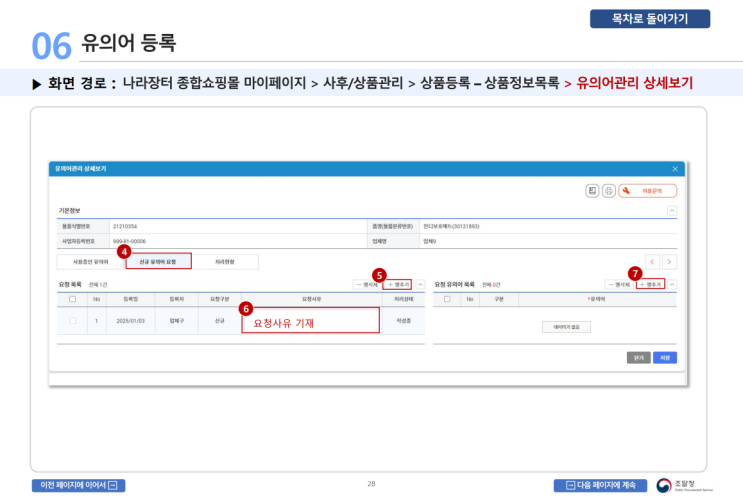 목차로 돌아가기
06 유의어 등록
▶ 화면 경로 : 나라장터 종합쇼핑몰 마이페이지 > 사후/상품관리 > 상품등록 – 상품정보목록 > 유의어관리 상세보기
유의어관리 상세보기
이용문의
기본정보
물품식별번호 21210354 품명(물품분류번호) 잔디보호매트(30131893)
사업자등록번호 999-81-00006 업체명 업체9
4
사용중인 유의어 신규 유의어 요청 처리현황
5 7
요청 목록 전체 1건 행삭제 행추가 요청 유의어 목록 전체 0건 행삭제 행추가
No 등록일 등록자 요청구분 요청사유 처리상태 No 구분 *유의어
6
1 2025/01/03 업체7 신규 요청사유 기재 작성중 데이터가 없음
닫기 저장
이전 페이지에 이어서 28 다음 페이지에 계속 조달청
Public Procurement Service